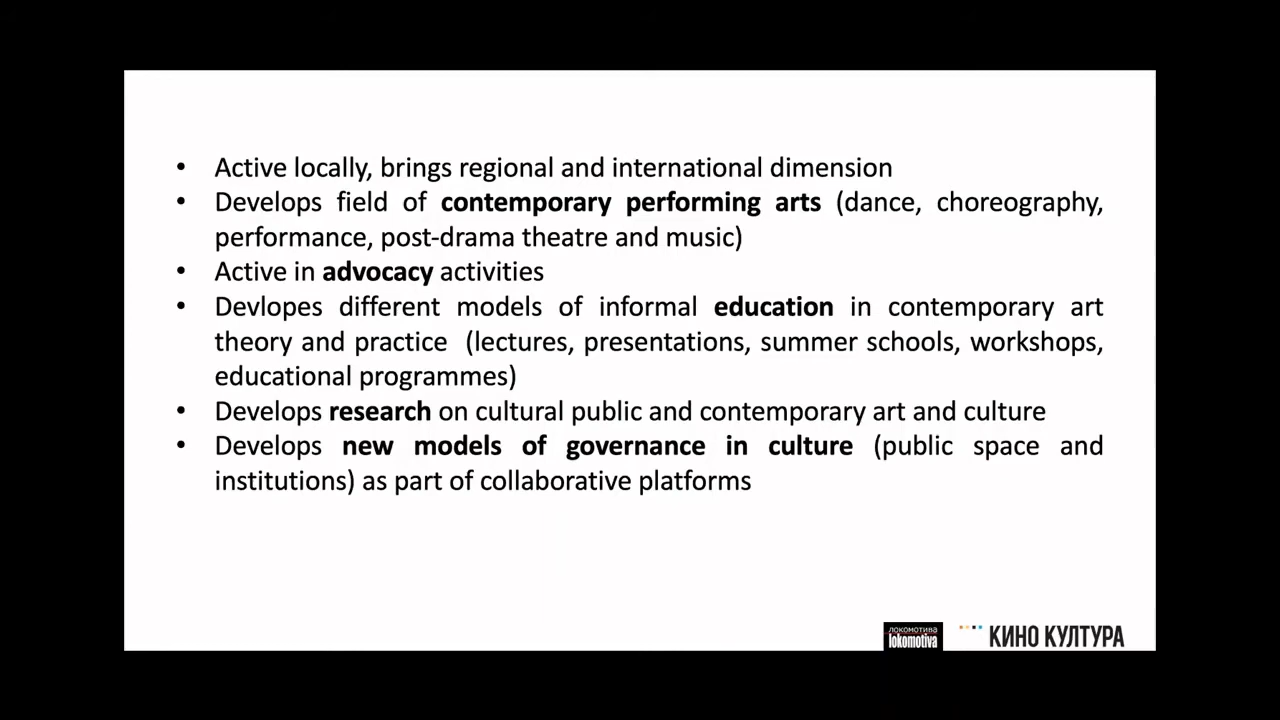 • Active locally, brings regional and international dimension
• Develops field of contemporary performing arts (dance, choreography,
performance, post-drama theatre and music)
• Active in advocacy activities
• Devlopes different models of informal education in contemporary art
theory and practice (lectures, presentations, summer schools, workshops,
educational programmes)
• Develops research on cultural public and contemporary art and culture
• Develops new models of governance in culture (public space and
institutions) as part of collaborative platforms
ЛОКОМОТИВА
lokomotiva
КИНО КУЛТУРА